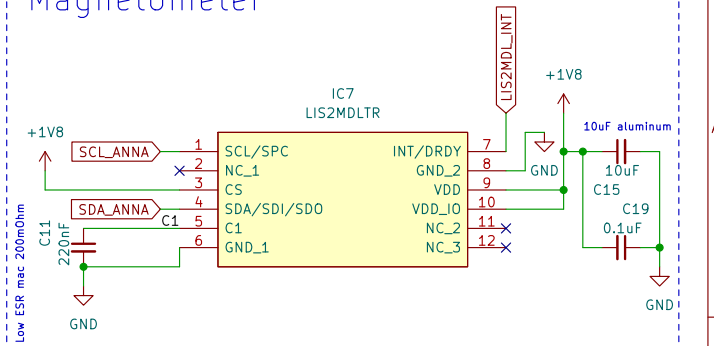 Magnetometer
LIS2MDL_INT
+1V8
10uF aluminum
IC7
LIS2MDLTR
+1V8
SCL_ANNA
1
SCL/SPC
INT/DRDY
7
2
NC_1
GND_2
8
GND
10uF
3
CS
VDD
9
C15
SDA_ANNA
4
SDA/SDI/SDO
VDD_IO
10
C19
C1
5
C1
NC_2
11
0.1uF
C11
220nF
6
GND_1
NC_3
12
Low ESR mac 200mOhm
GND
GND
A